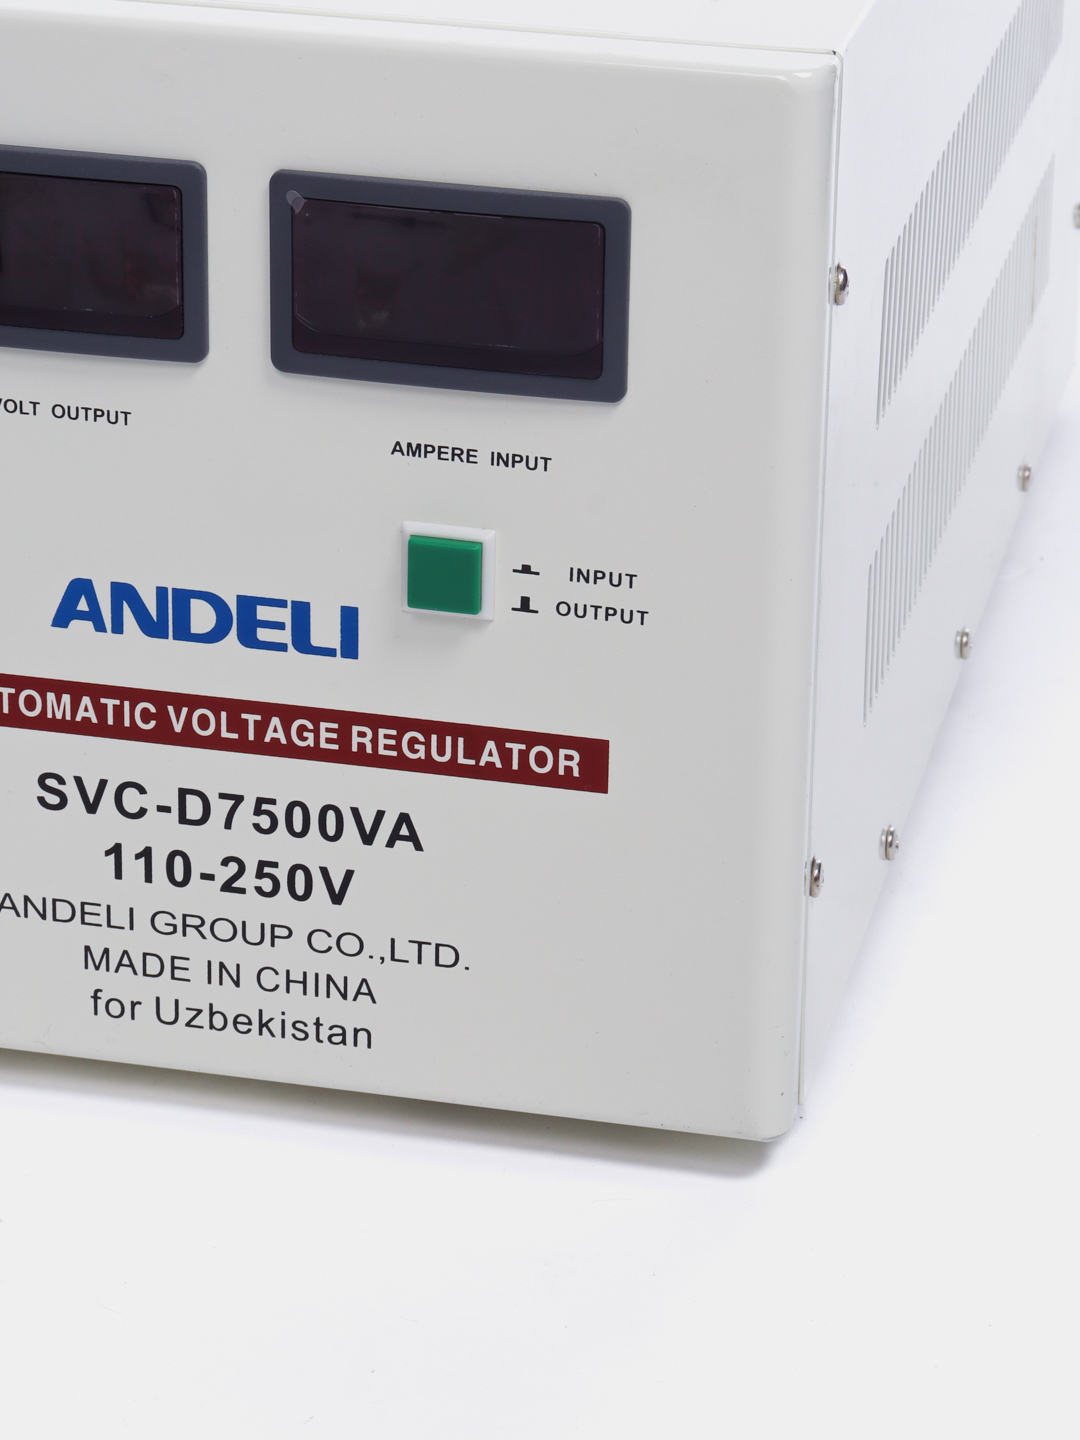 VOLT OUTPUT
AMPERE INPUT
INPUT
OUTPUT
ANDELI
TOMATIC VOLTAGE REGULATOR
SVC-D7500VA
110-250V
ANDELI GROUP CO.,LTD.
MADE IN CHINA
for Uzbekistan